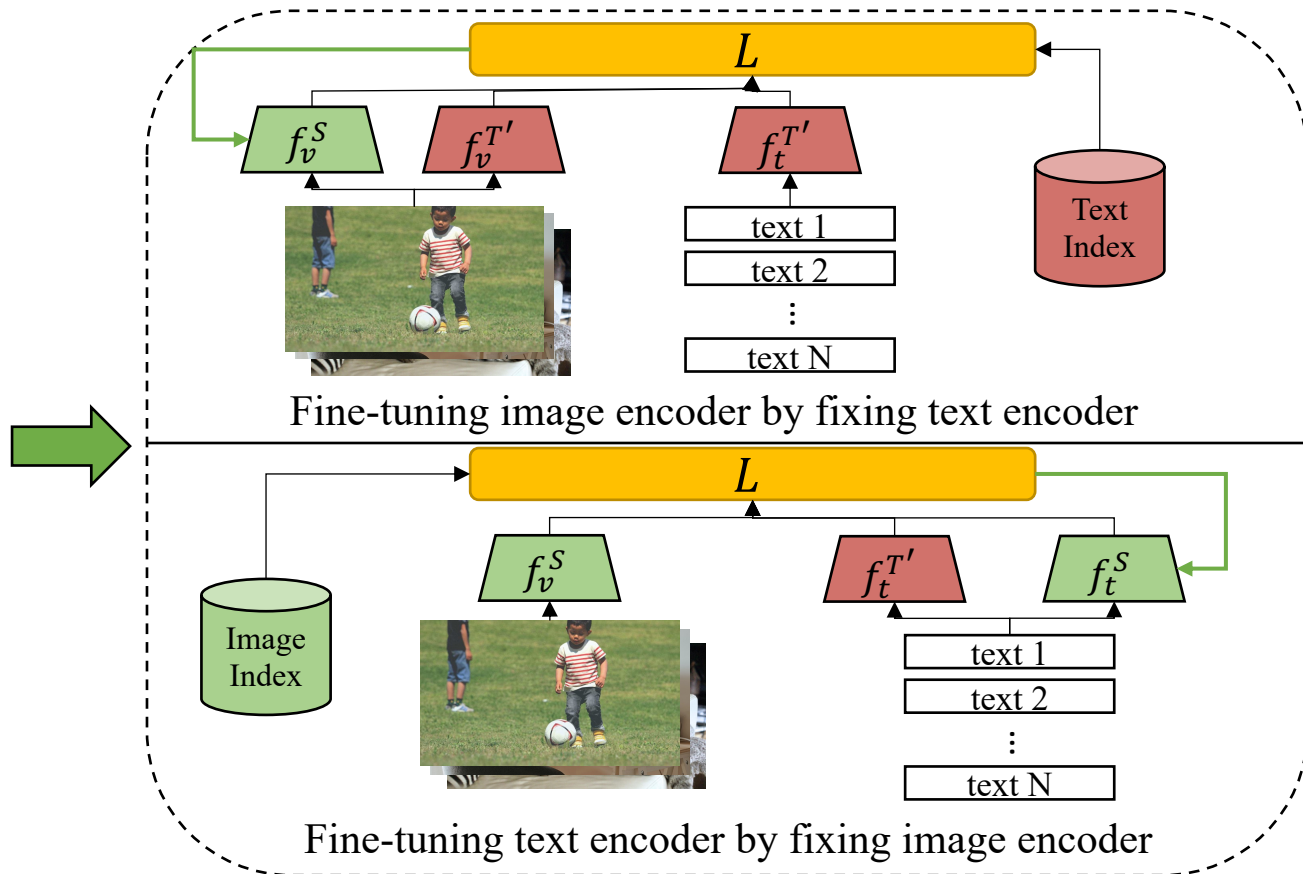 L
f_v^S
f_v^{T'}
f_t^{T'}
text 1
text 2
⋮
text N
Text
Index
Fine-tuning image encoder by fixing text encoder
L
f_v^S
f_t^{T'}
f_t^S
Image
Index
text 1
text 2
⋮
text N
Fine-tuning text encoder by fixing image encoder